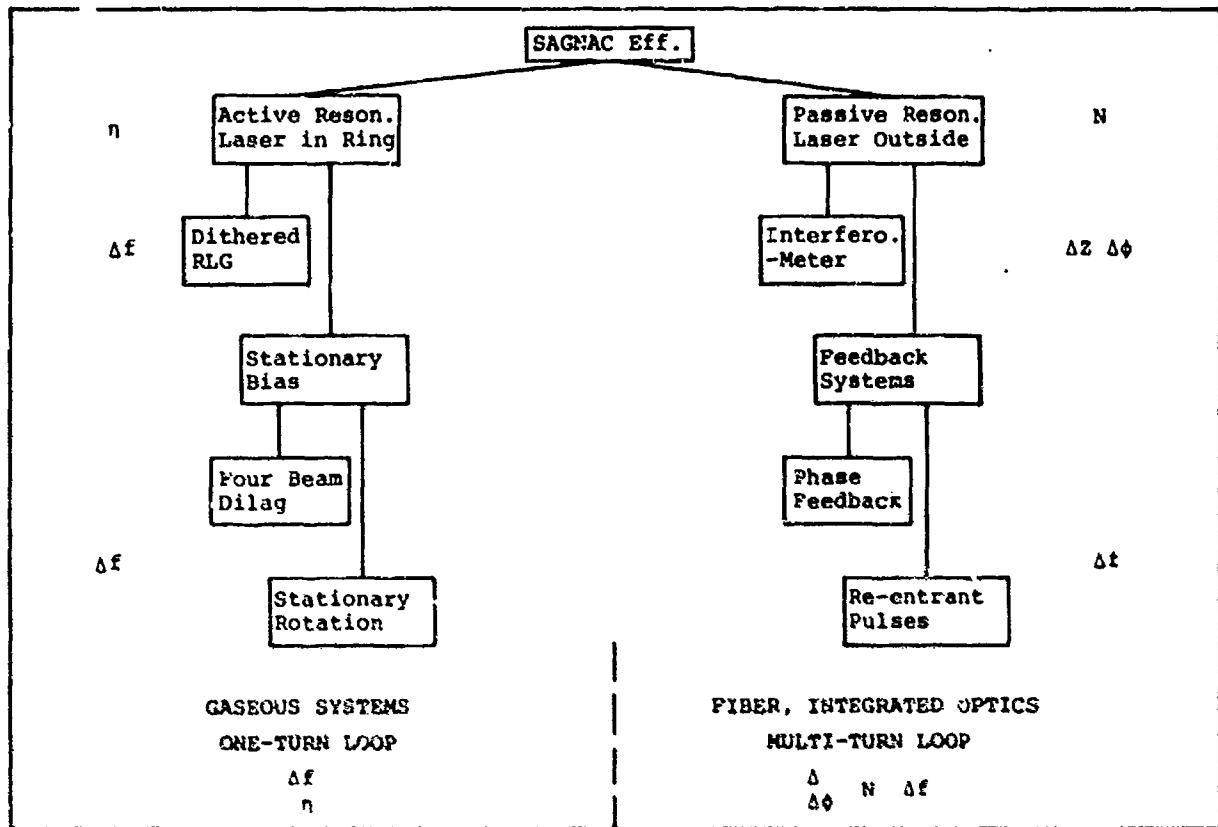 SAGNAC Eff.
η
Active Reson.
Laser in Ring
Passive Reson.
Laser Outside
N
Δf
Dithered
RLG
Interfero.
-Meter
ΔZ Δϕ
Stationary
Bias
Feedback
Systems
Four Beam
Dilag
Phase
Feedback
Δf
Δt
Stationary
Rotation
Re-entrant
Pulses
GASEOUS SYSTEMS
ONE-TURN LOOP
Δf
η
FIBER, INTEGRATED OPTICS
MULTI-TURN LOOP
Δ
Δϕ N Δf